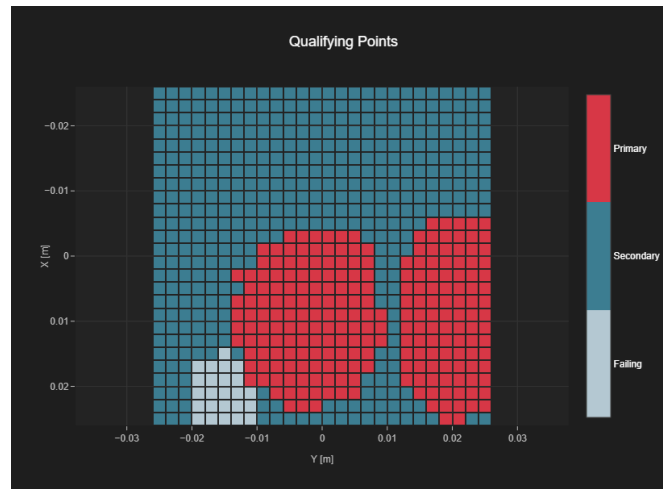 Qualifying Points
−0.02
−0.01
0
0.01
0.02
X [m]
−0.03
−0.02
−0.01
0
0.01
0.02
0.03
Y [m]
Primary
Secondary
Failing